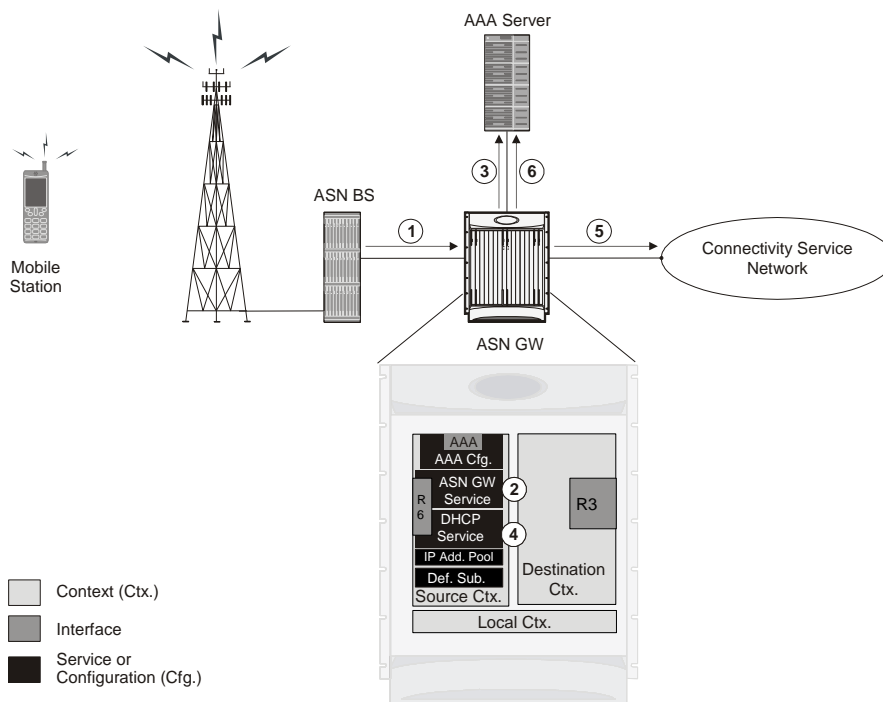 AAA Server
3
6
ASN BS
1
5
Connectivity Service
Network
Mobile
Station
ASN GW
AAA
AAA Cfg.
ASN GW
Service
2
R
6
R3
DHCP
Service
4
IP Add. Pool
Def. Sub.
Source Ctx.
Destination
Ctx.
Local Ctx.
Context (Ctx.)
Interface
Service or
Configuration (Cfg.)